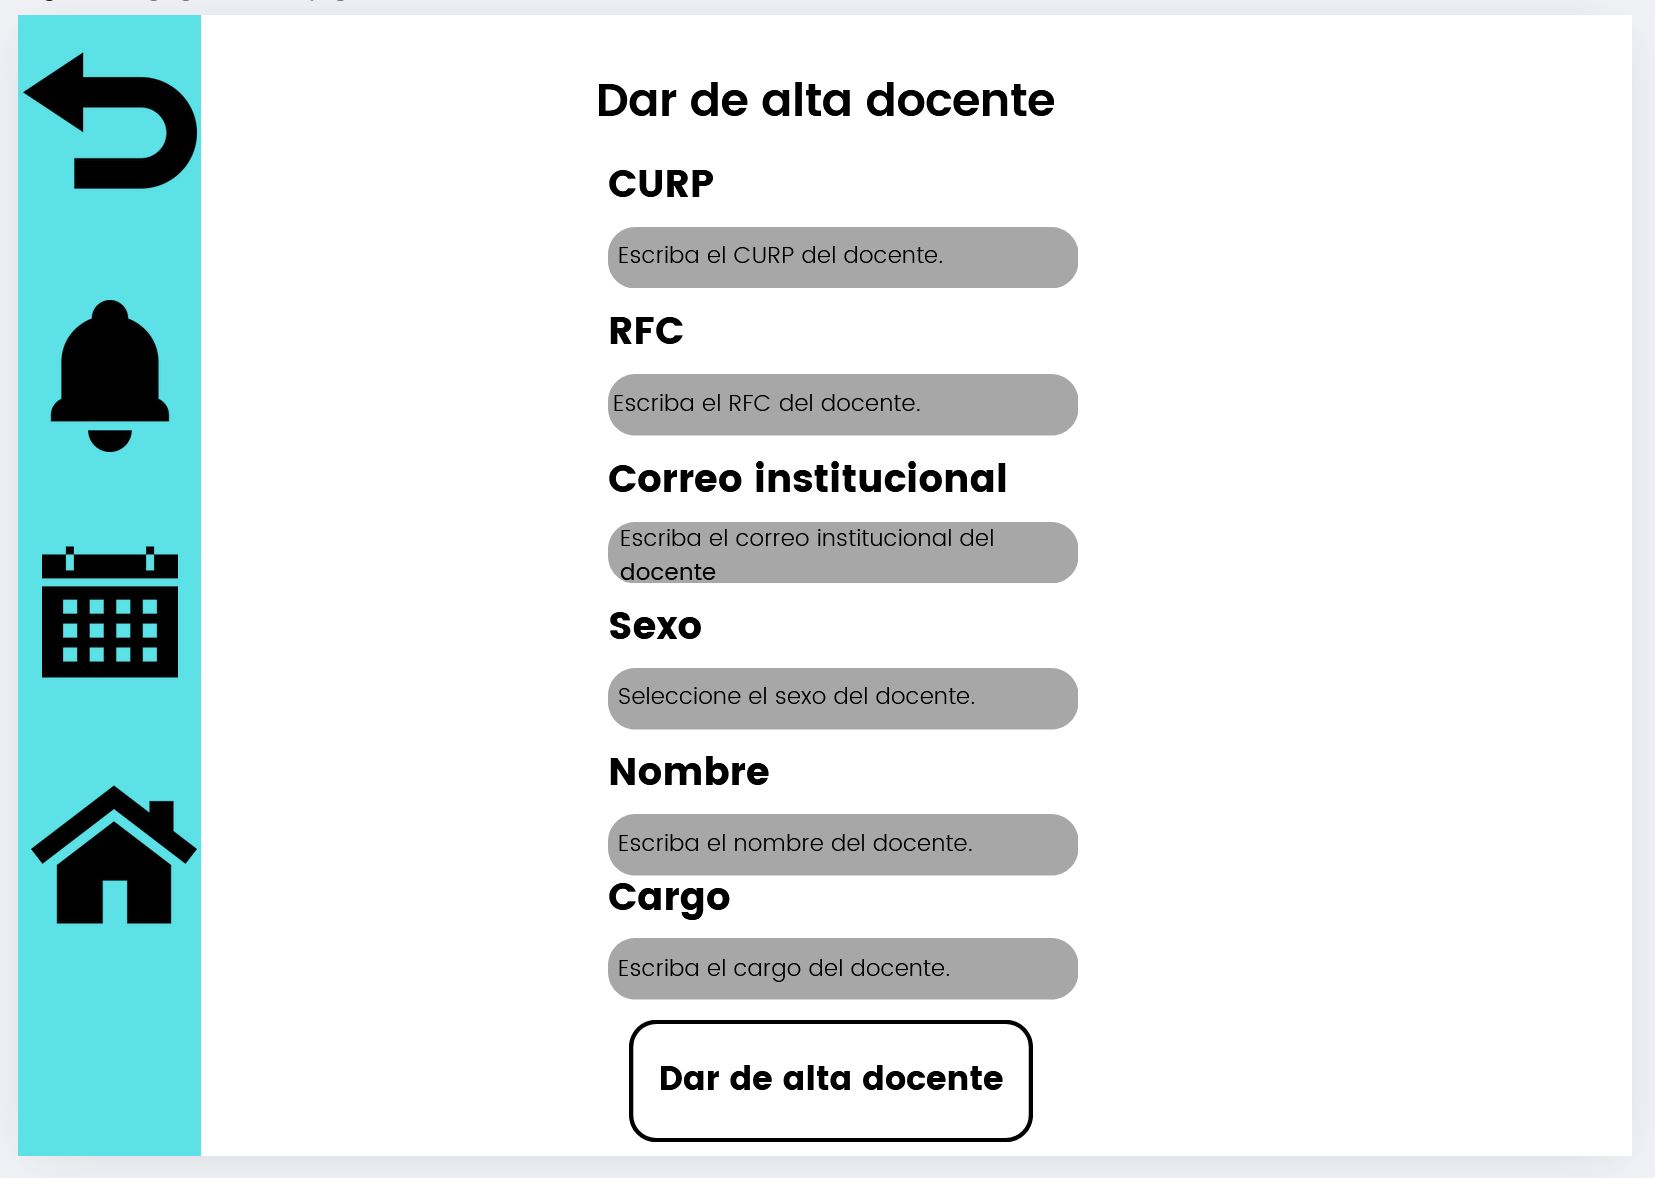 Dar de alta docente
CURP
Escriba el CURP del docente.
RFC
Escriba el RFC del docente.
Correo institucional
Escriba el correo institucional del
docente
Sexo
Seleccione el sexo del docente.
Nombre
Escriba el nombre del docente.
Cargo
Escriba el cargo del docente.
Dar de alta docente